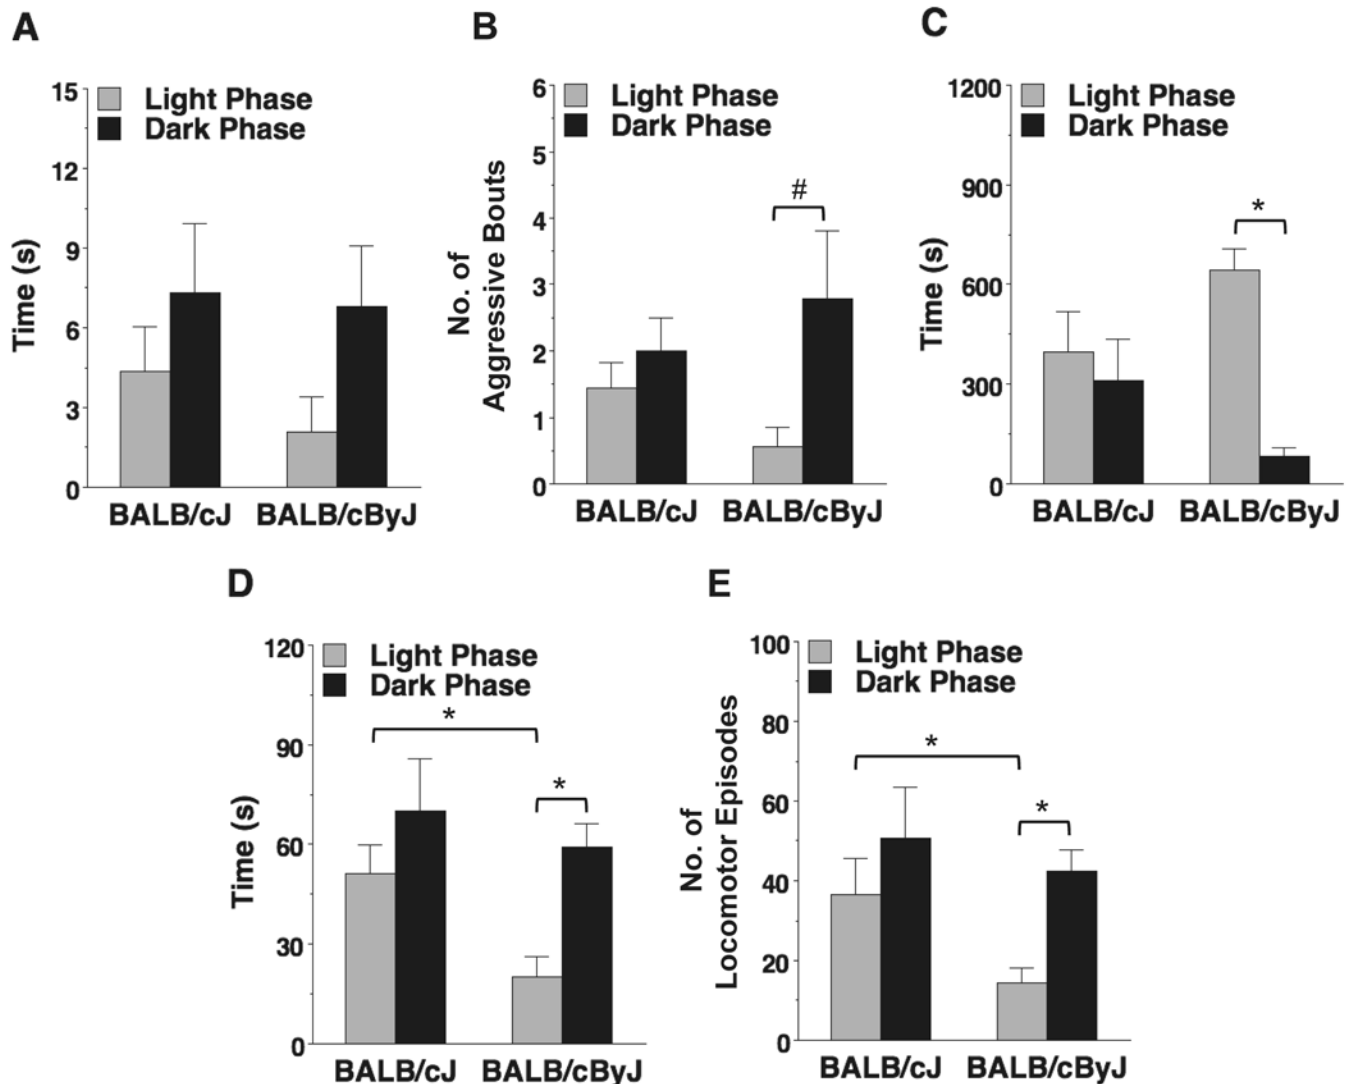 A
Time (s)
15
12
9
6
3
0
Light Phase
Dark Phase
BALB/cJ BALB/cByJ
B
No. of
Aggressive Bouts
6
5
4
3
2
1
0
Light Phase
Dark Phase
#
BALB/cJ BALB/cByJ
C
Time (s)
1200
900
600
300
0
Light Phase
Dark Phase
*
BALB/cJ BALB/cByJ
D
Time (s)
120
90
60
30
0
Light Phase
Dark Phase
*
*
BALB/cJ BALB/cByJ
E
No. of
Locomotor Episodes
100
80
60
40
20
0
Light Phase
Dark Phase
*
*
BALB/cJ BALB/cByJ